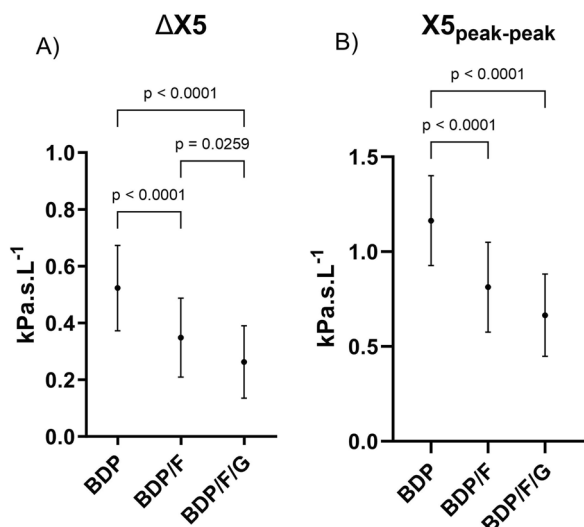 ΔX5
A)
p < 0.0001
p = 0.0259
p < 0.0001
1.0
0.8
0.6
0.4
0.2
0.0
kPa.s.L⁻¹
BDP
BDP/F
BDP/F/G
X5peak-peak
B)
p < 0.0001
p < 0.0001
1.5
1.0
0.5
0.0
kPa.s.L⁻¹
BDP
BDP/F
BDP/F/G